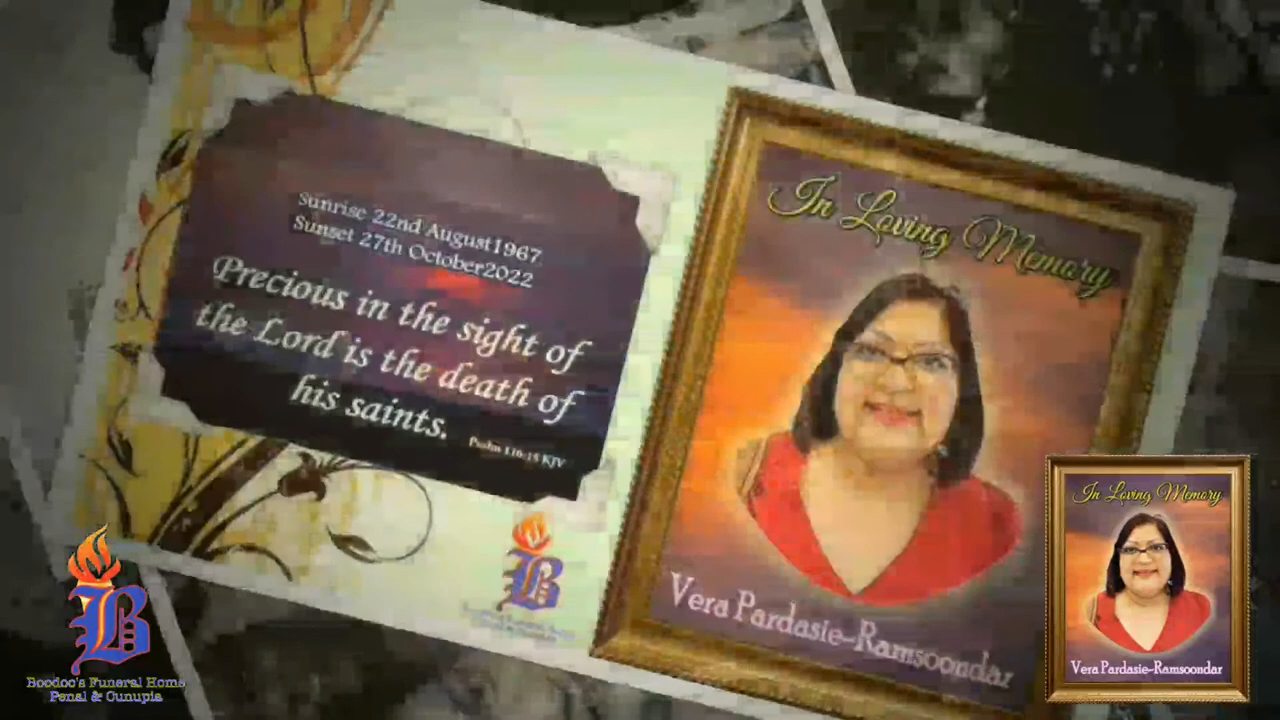 Sunrise 22nd August1967
Sunset 27th October2022
Precious in the sight of
the Lord is the death of
his saints.
Psalm 116:15 KJV
In Loving Memory
Vera Pardasie-Ramsoondar
B
B
Boodoo's Funeral Home
Penal & Cunupia
In Loving Memory
Vera Pardasie-Ramsoondar